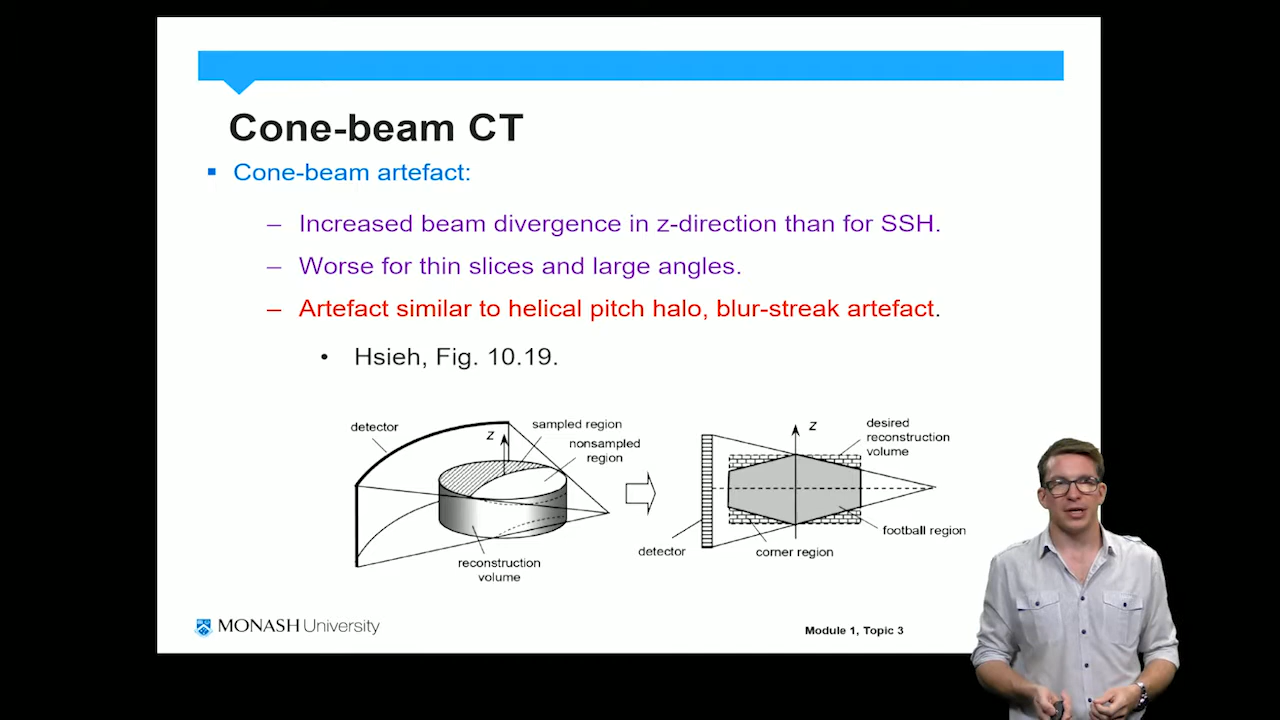 Cone-beam CT
▪ Cone-beam artefact:
– Increased beam divergence in z-direction than for SSH.
– Worse for thin slices and large angles.
– Artefact similar to helical pitch halo, blur-streak artefact.
• Hsieh, Fig. 10.19.
detector
z
sampled region
nonsampled
region
reconstruction
volume
z
desired
reconstruction
volume
football region
detector
corner region
MONASH University
Module 1, Topic 3